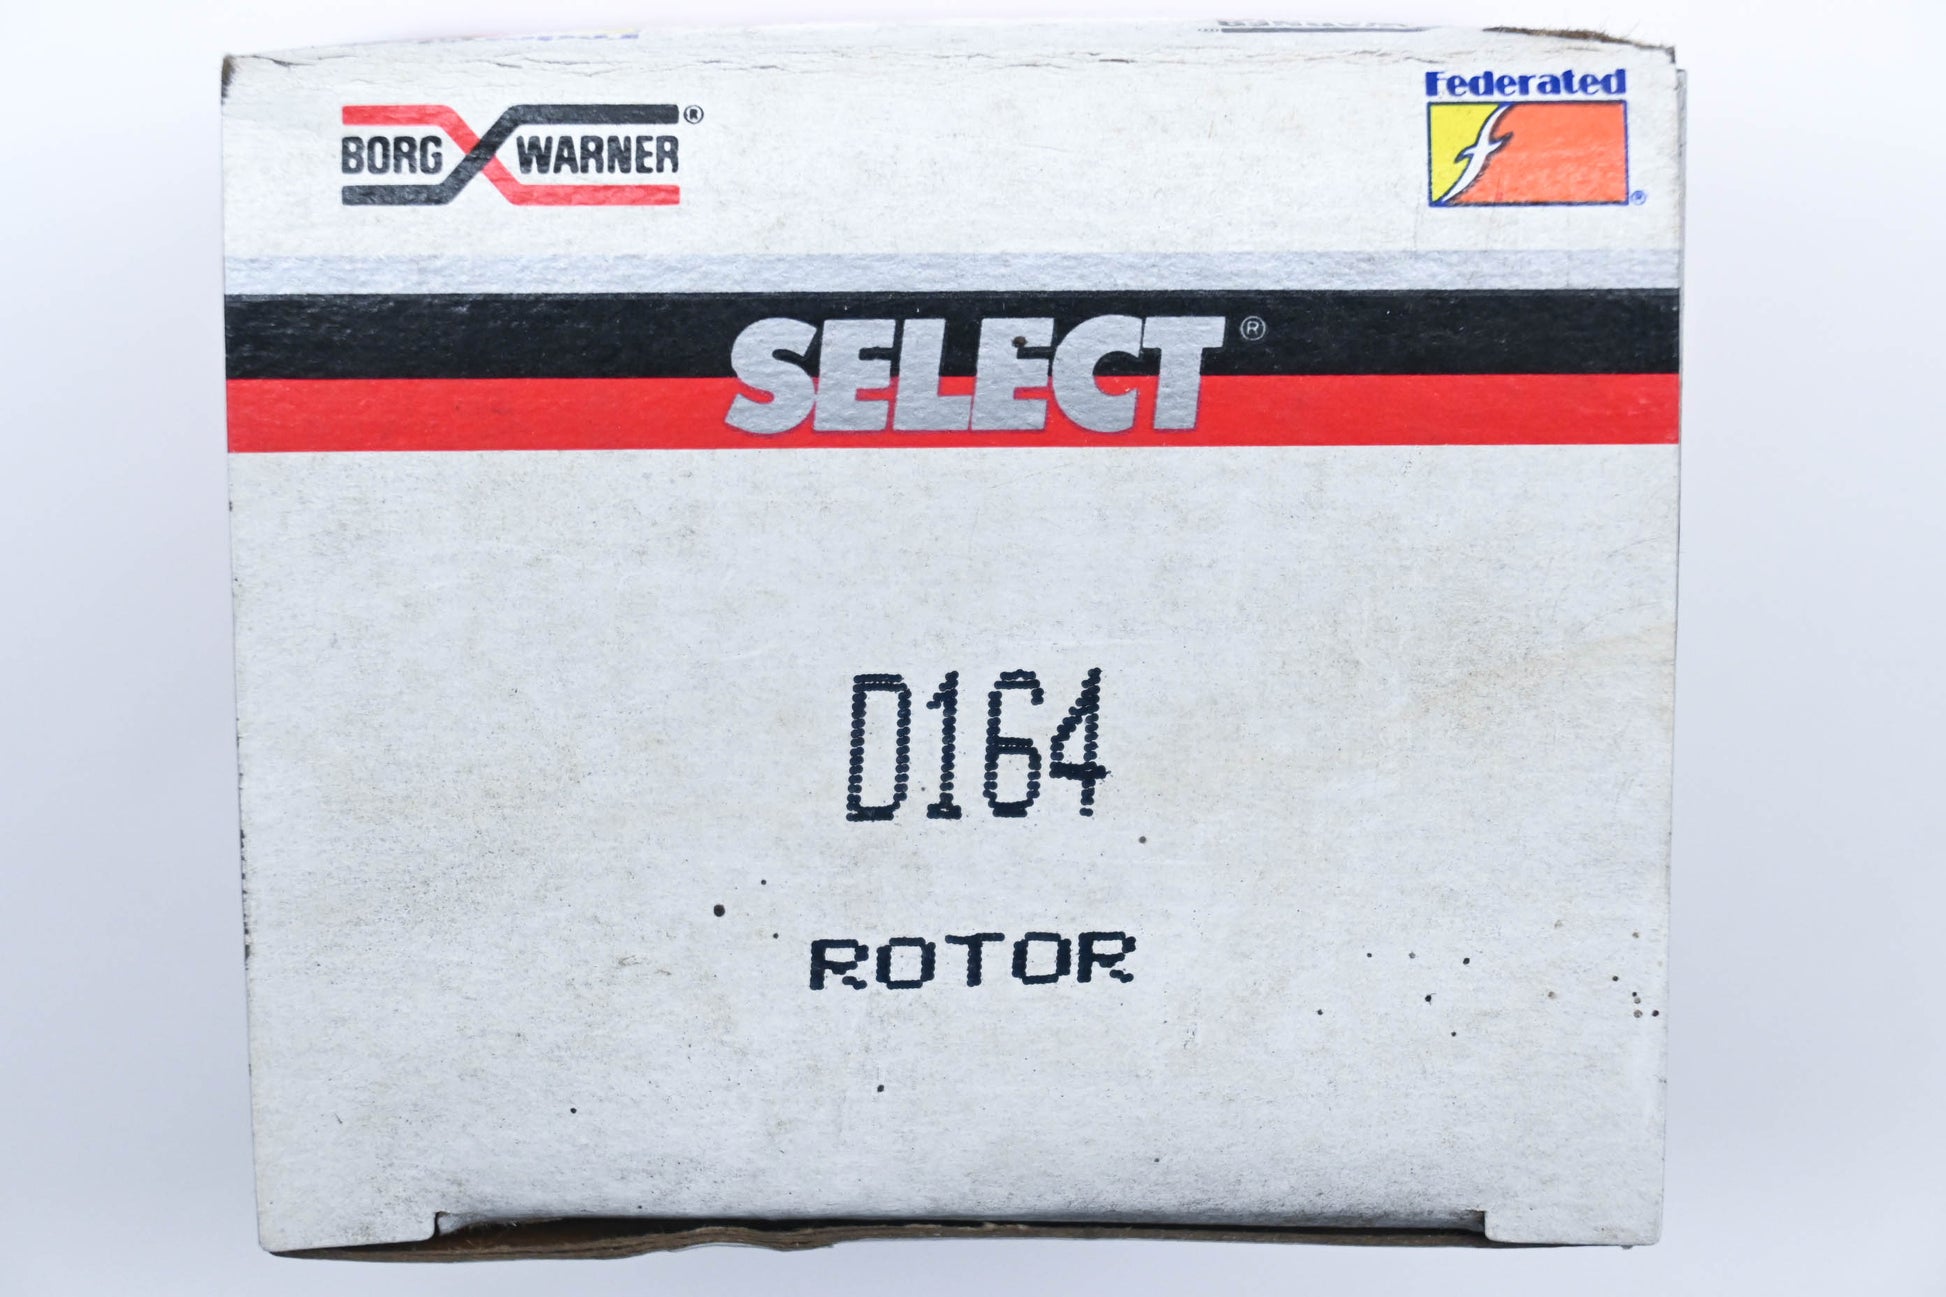 BORG WARNER®
Federated
f
®
SELECT®
D164
ROTOR